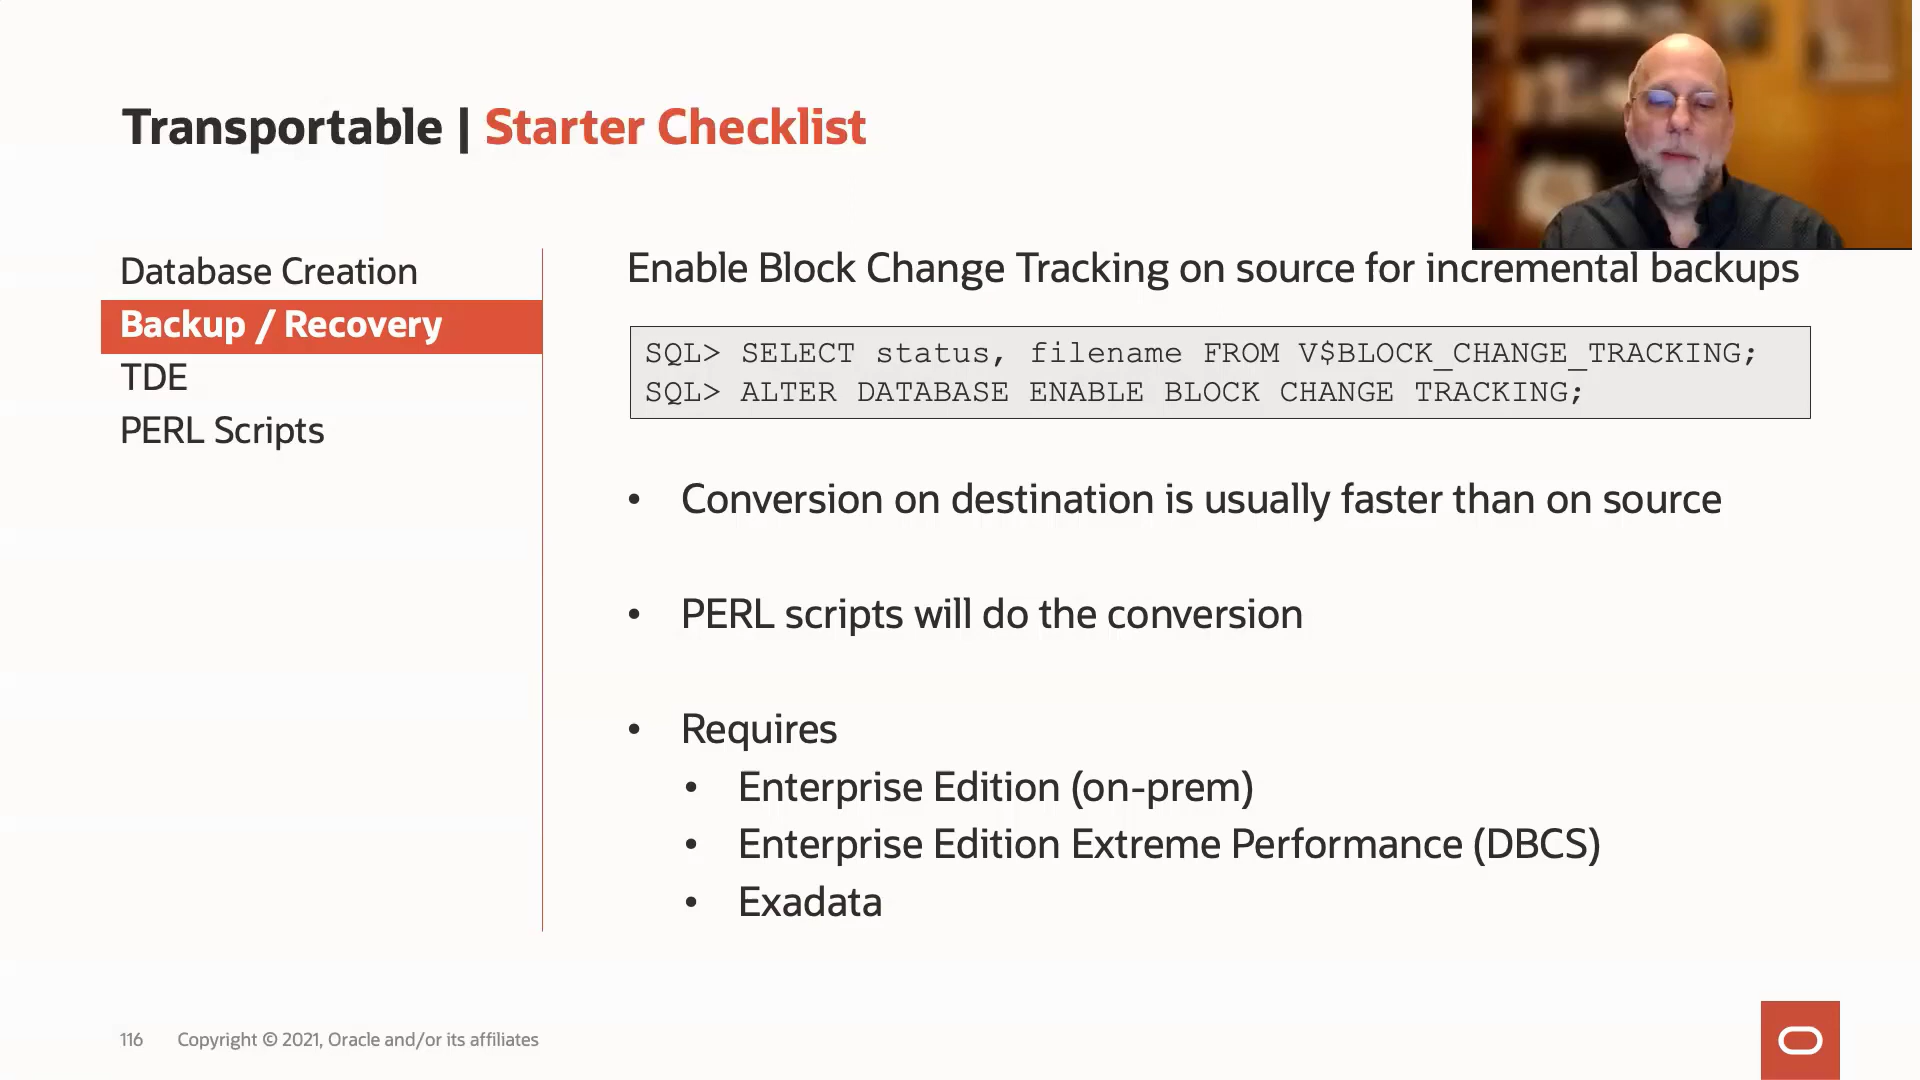 Transportable | Starter Checklist
Database Creation
Backup / Recovery
TDE
PERL Scripts
Enable Block Change Tracking on source for incremental backups
SQL> SELECT status, filename FROM V$BLOCK_CHANGE_TRACKING;
SQL> ALTER DATABASE ENABLE BLOCK CHANGE TRACKING;
• Conversion on destination is usually faster than on source
• PERL scripts will do the conversion
• Requires
• Enterprise Edition (on-prem)
• Enterprise Edition Extreme Performance (DBCS)
• Exadata
116 Copyright © 2021, Oracle and/or its affiliates